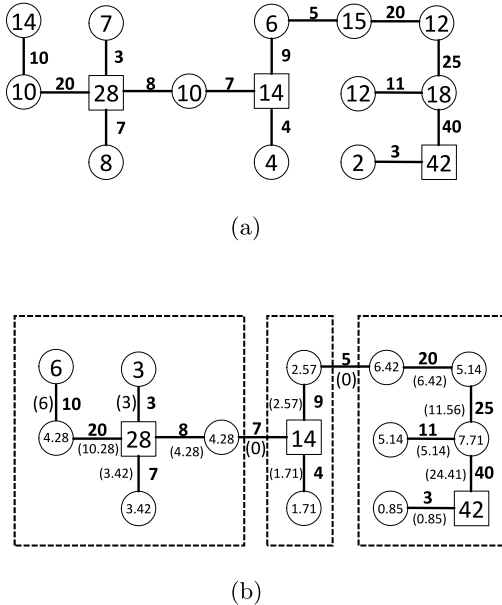 14 7 6 5 15 20 12
10 3 9 25
10 20 28 8 10 7 14 12 11 18
7 4 40
8 4 2 3 42
(a)
6 3 2.57 5 6.42 20 5.14
(0) (6.42)
(6) 10 (3) 3 (2.57) 9 (11.56) 25
4.28 20 28 8 4.28 7 14 5.14 11 7.71
(10.28) (4.28) (0) (5.14)
(3.42) 7 (1.71) 4 (24.41) 40
3.42 1.71 0.85 3 42
(0.85)
(b)